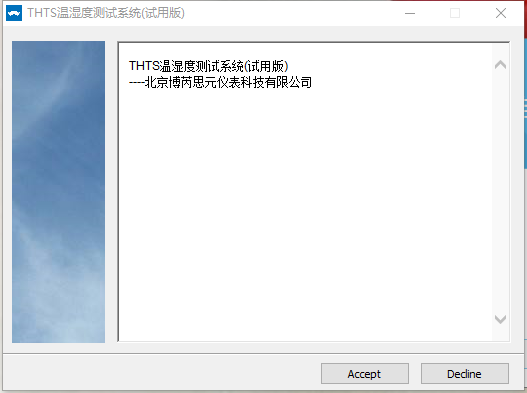 THTS温湿度测试系统(试用版)
THTS温湿度测试系统(试用版)
----北京博芮思元仪表科技有限公司
Accept
Decline